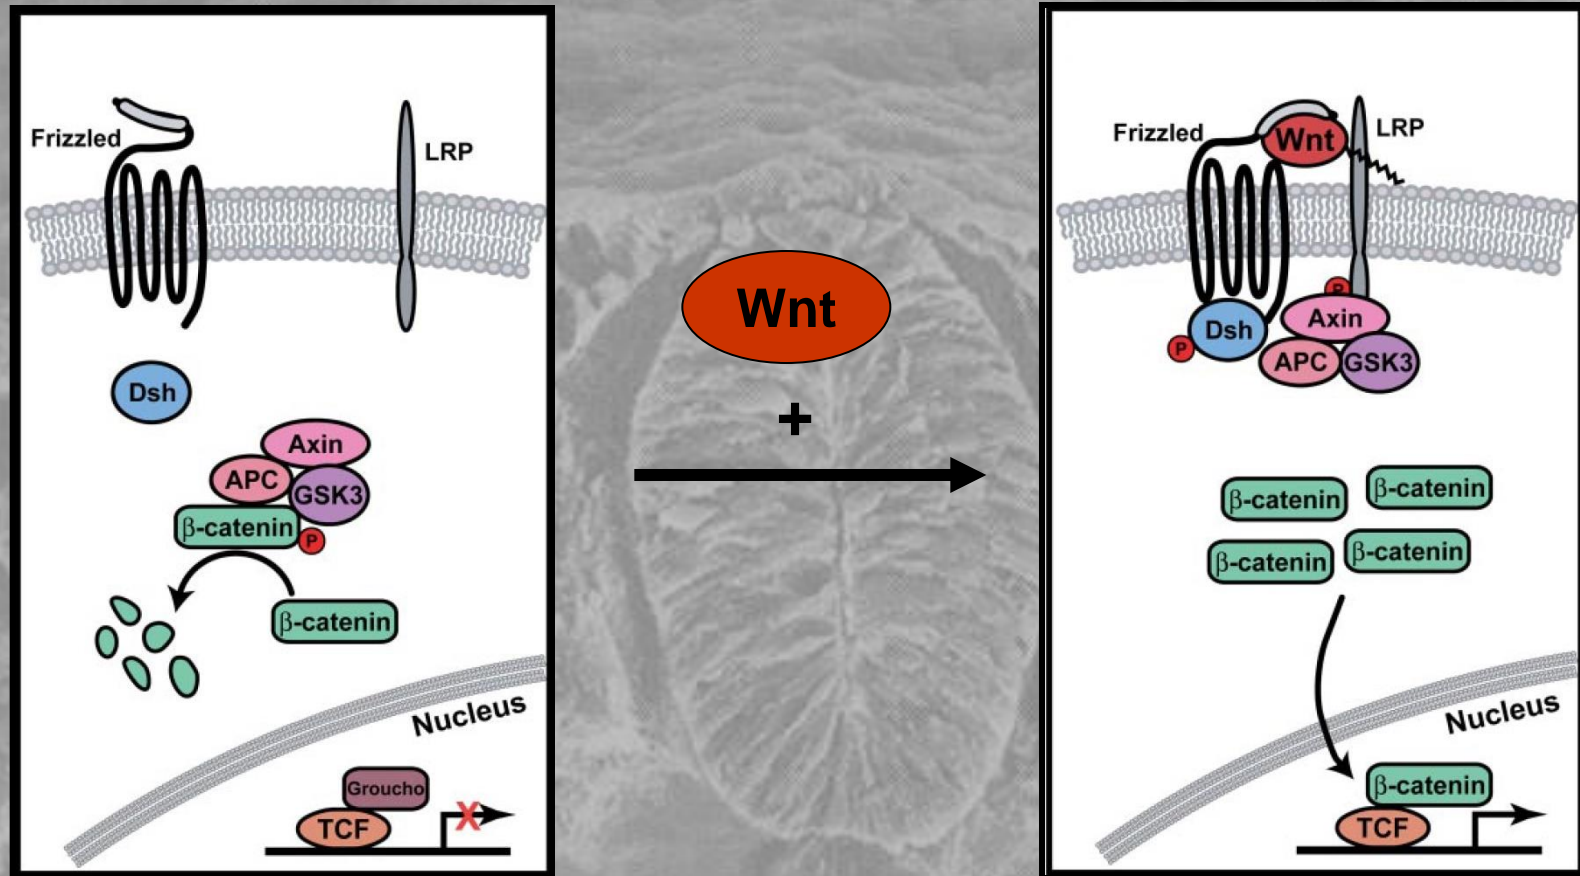 Frizzled
LRP
Dsh
Axin
APC
GSK3
β-catenin
P
β-catenin
Nucleus
Groucho
X
TCF
Wnt
+
Frizzled
Wnt
LRP
P
Dsh
P
Axin
APC
GSK3
β-catenin
β-catenin
β-catenin
β-catenin
Nucleus
β-catenin
TCF